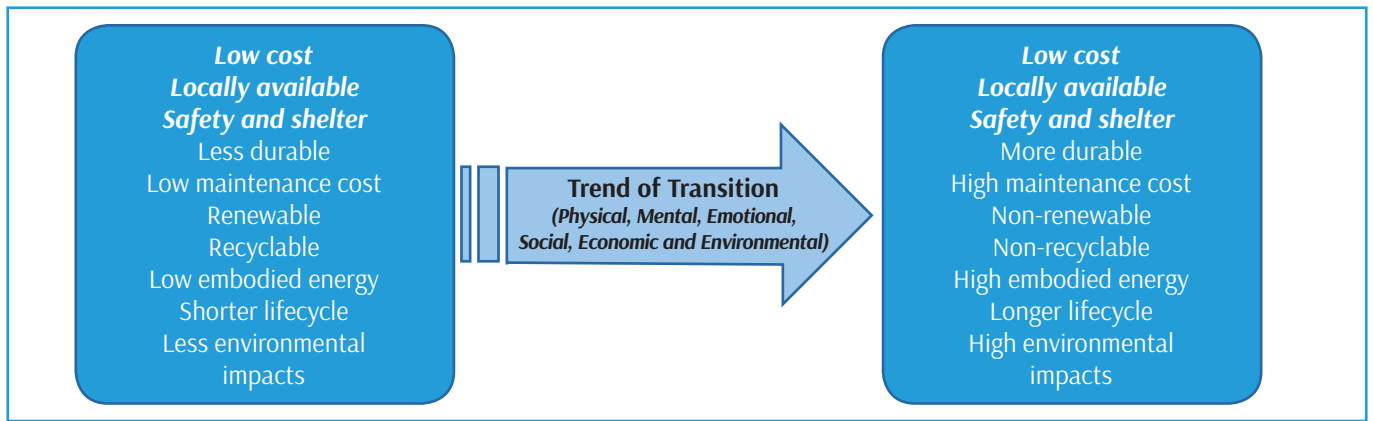 Low cost
Locally available
Safety and shelter
Less durable
Low maintenance cost
Renewable
Recyclable
Low embodied energy
Shorter lifecycle
Less environmental
impacts
Trend of Transition
(Physical, Mental, Emotional,
Social, Economic and Environmental)
Low cost
Locally available
Safety and shelter
More durable
High maintenance cost
Non-renewable
Non-recyclable
High embodied energy
Longer lifecycle
High environmental
impacts